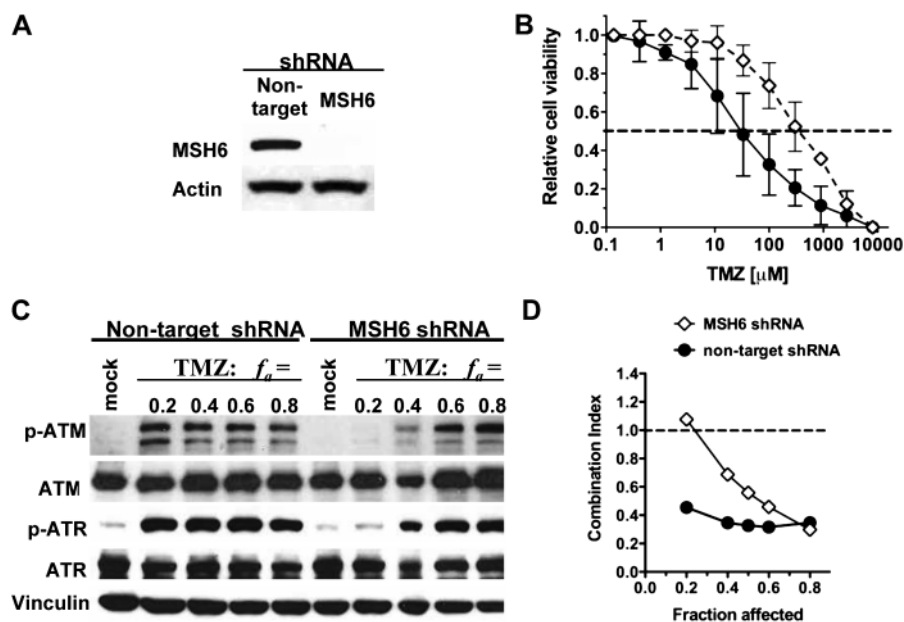 A
shRNA
Non-
target
MSH6
MSH6
Actin
B
Relative cell viability
1.0
0.8
0.6
0.4
0.2
0.0
0.1
1
10
100
1000
10000
TMZ [μM]
C
Non-target shRNA
MSH6 shRNA
mock
TMZ: fa =
0.2 0.4 0.6 0.8
mock
TMZ: fa =
0.2 0.4 0.6 0.8
p-ATM
ATM
p-ATR
ATR
Vinculin
D
MSH6 shRNA
non-target shRNA
Combination Index
1.4
1.2
1.0
0.8
0.6
0.4
0.2
0.0
0.0 0.2 0.4 0.6 0.8
Fraction affected